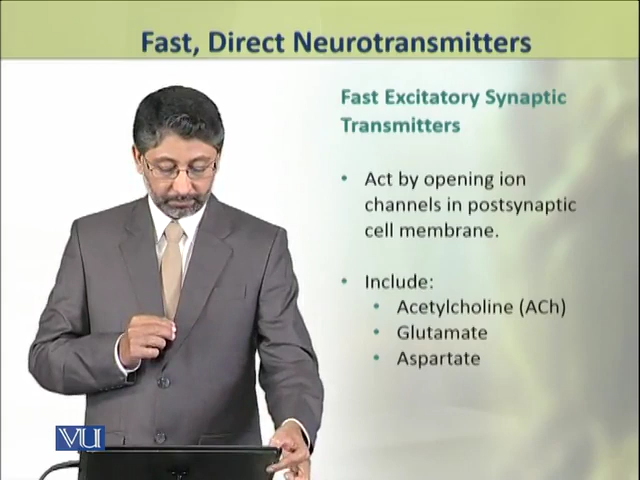 Fast, Direct Neurotransmitters
Fast Excitatory Synaptic
Transmitters
• Act by opening ion
channels in postsynaptic
cell membrane.
• Include:
• Acetylcholine (ACh)
• Glutamate
• Aspartate
VU